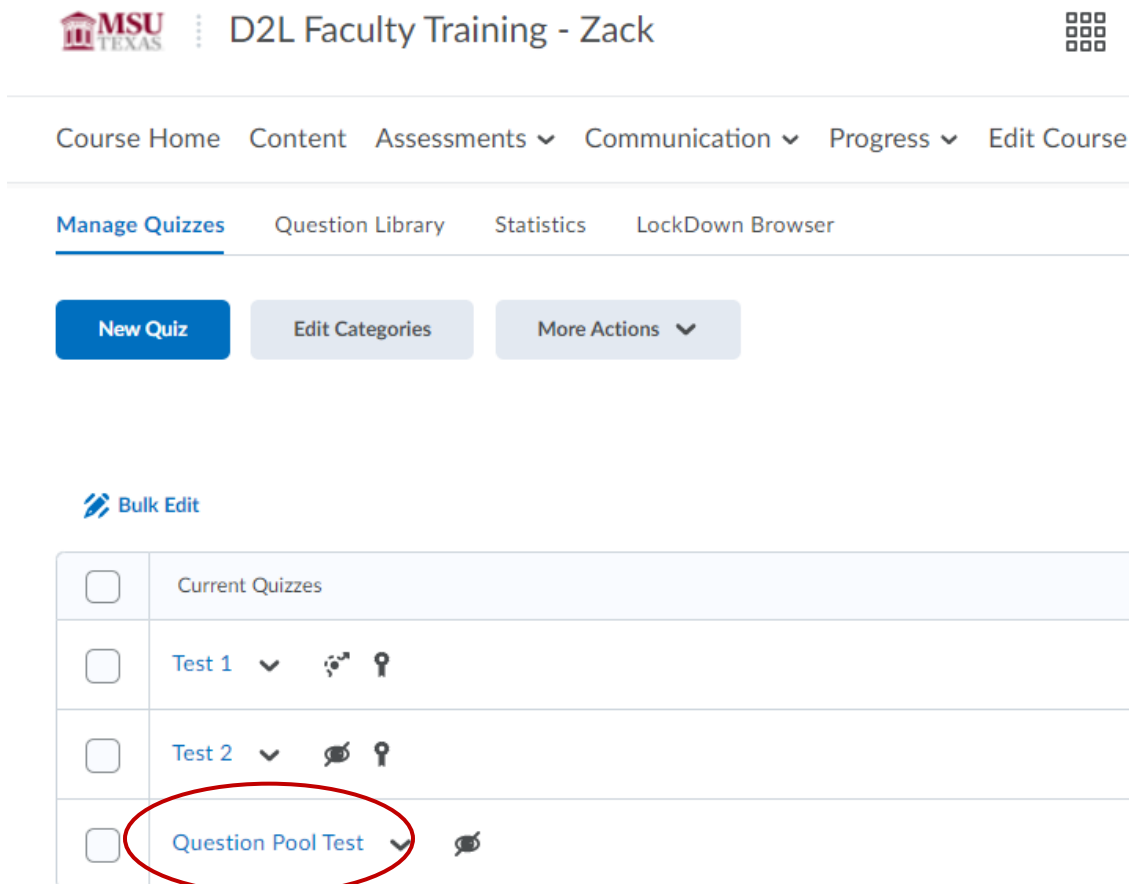 MSU
TEXAS
D2L Faculty Training - Zack
Course Home Content Assessments Communication Progress Edit Course
Manage Quizzes Question Library Statistics LockDown Browser
New Quiz Edit Categories More Actions
Bulk Edit
Current Quizzes
Test 1
Test 2
Question Pool Test